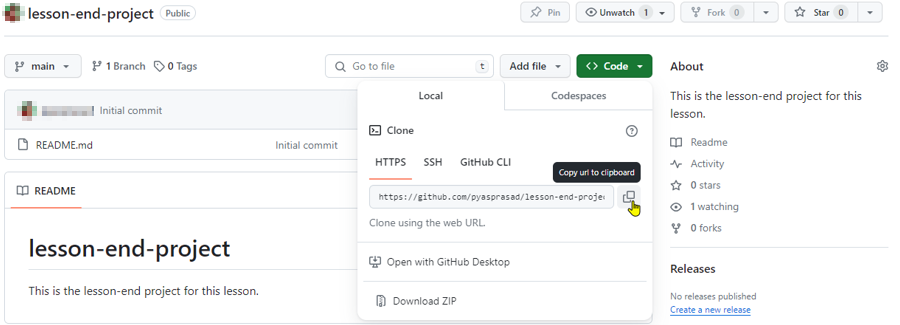 lesson-end-project Public
Pin Unwatch 1 Fork 0 Star 0
main 1 Branch 0 Tags Go to file t Add file <> Code
About
This is the lesson-end project for this lesson.
Readme
Activity
0 stars
1 watching
0 forks
Releases
No releases published
Create a new release
Initial commit
README.md Initial commit
README
lesson-end-project
This is the lesson-end project for this lesson.
Local Codespaces
Clone
HTTPS SSH GitHub CLI
Copy url to clipboard
https://github.com/pyasprasad/lesson-end-projec
Clone using the web URL.
Open with GitHub Desktop
Download ZIP